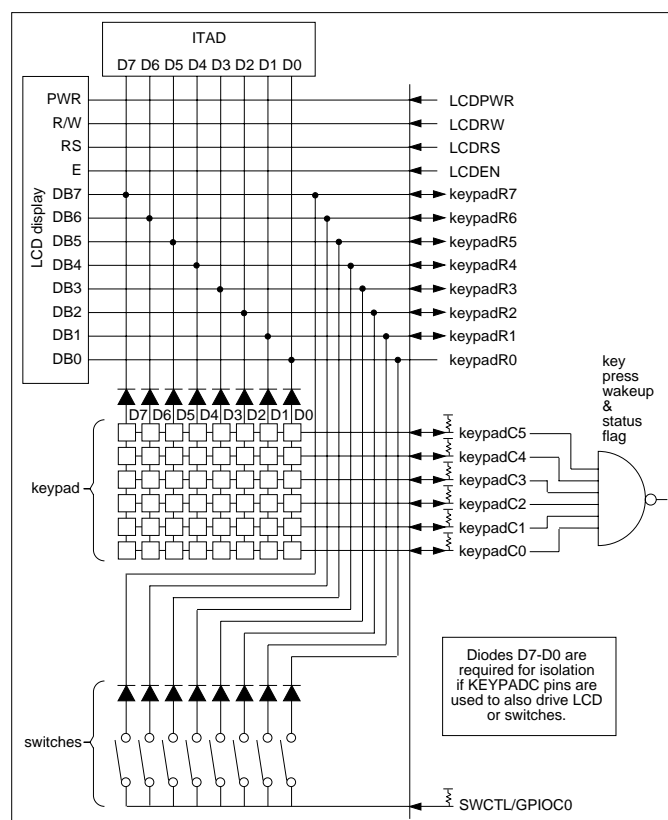 ITAD
D7 D6 D5 D4 D3 D2 D1 D0
LCD display
PWR
R/W
RS
E
DB7
DB6
DB5
DB4
DB3
DB2
DB1
DB0
LCDPWR
LCDRW
LCDRS
LCDEN
keypadR7
keypadR6
keypadR5
keypadR4
keypadR3
keypadR2
keypadR1
keypadR0
key
press
wakeup
&
status
flag
D7 D6 D5 D4 D3 D2 D1 D0
keypad
keypadC5
keypadC4
keypadC3
keypadC2
keypadC1
keypadC0
Diodes D7-D0 are
required for isolation
if KEYPADC pins are
used to also drive LCD
or switches.
switches
SWCTL/GPIOC0